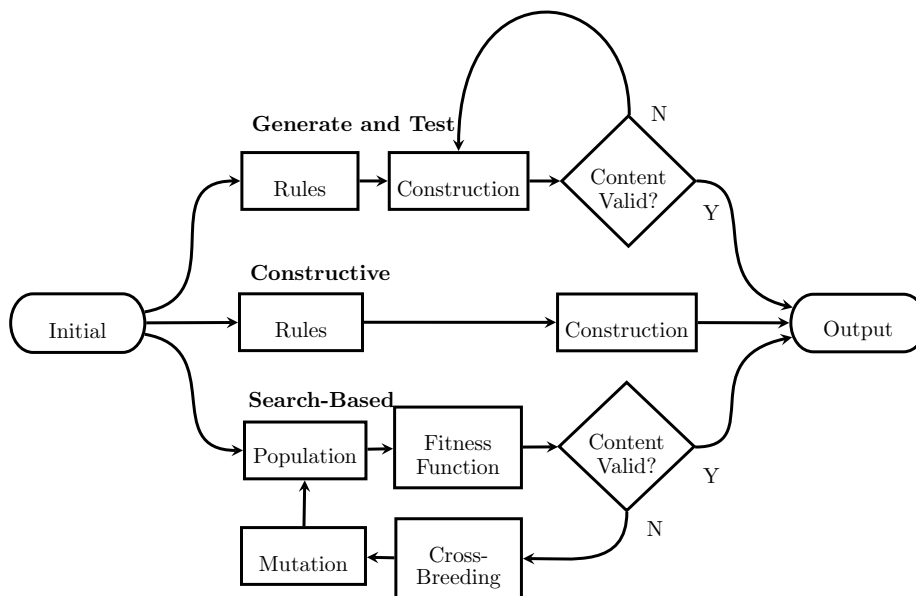 Generate and Test
N
Rules
Construction
Content
Valid?
Y
Constructive
Initial
Rules
Construction
Output
Search-Based
Population
Fitness
Function
Content
Valid?
Y
N
Mutation
Cross-
Breeding